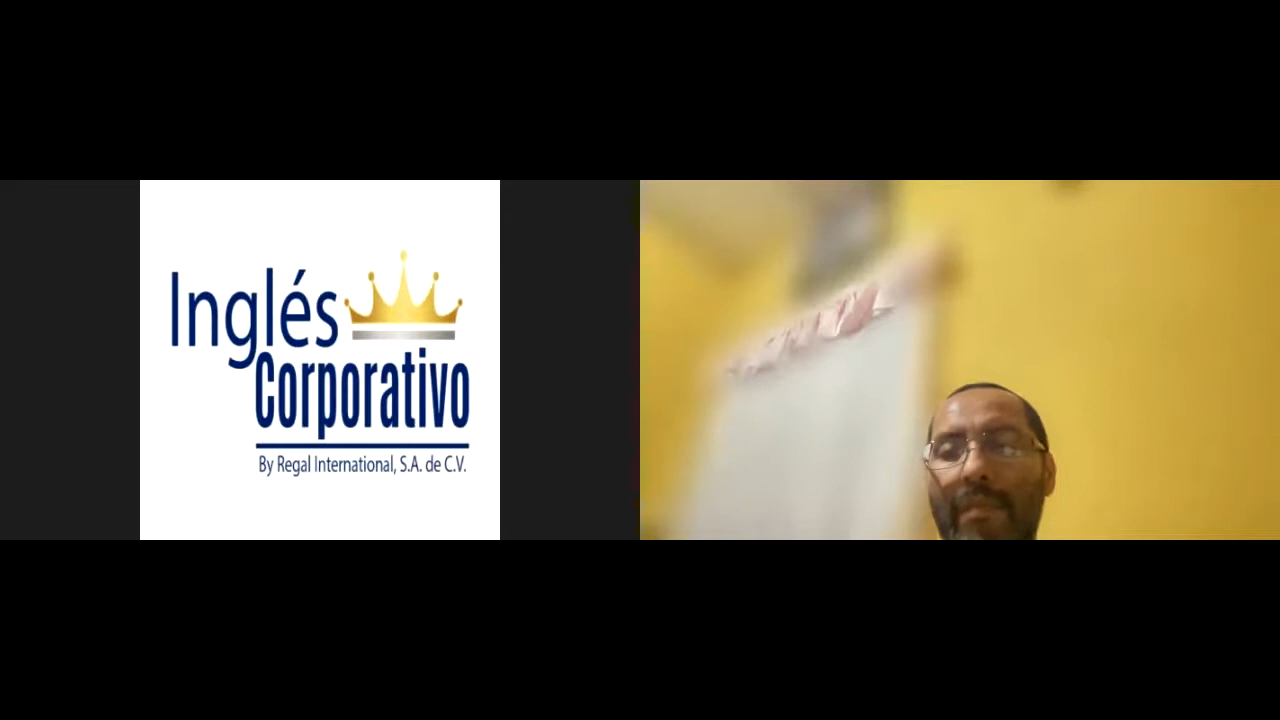 Inglés
Corporativo
By Regal International, S.A. de C.V.